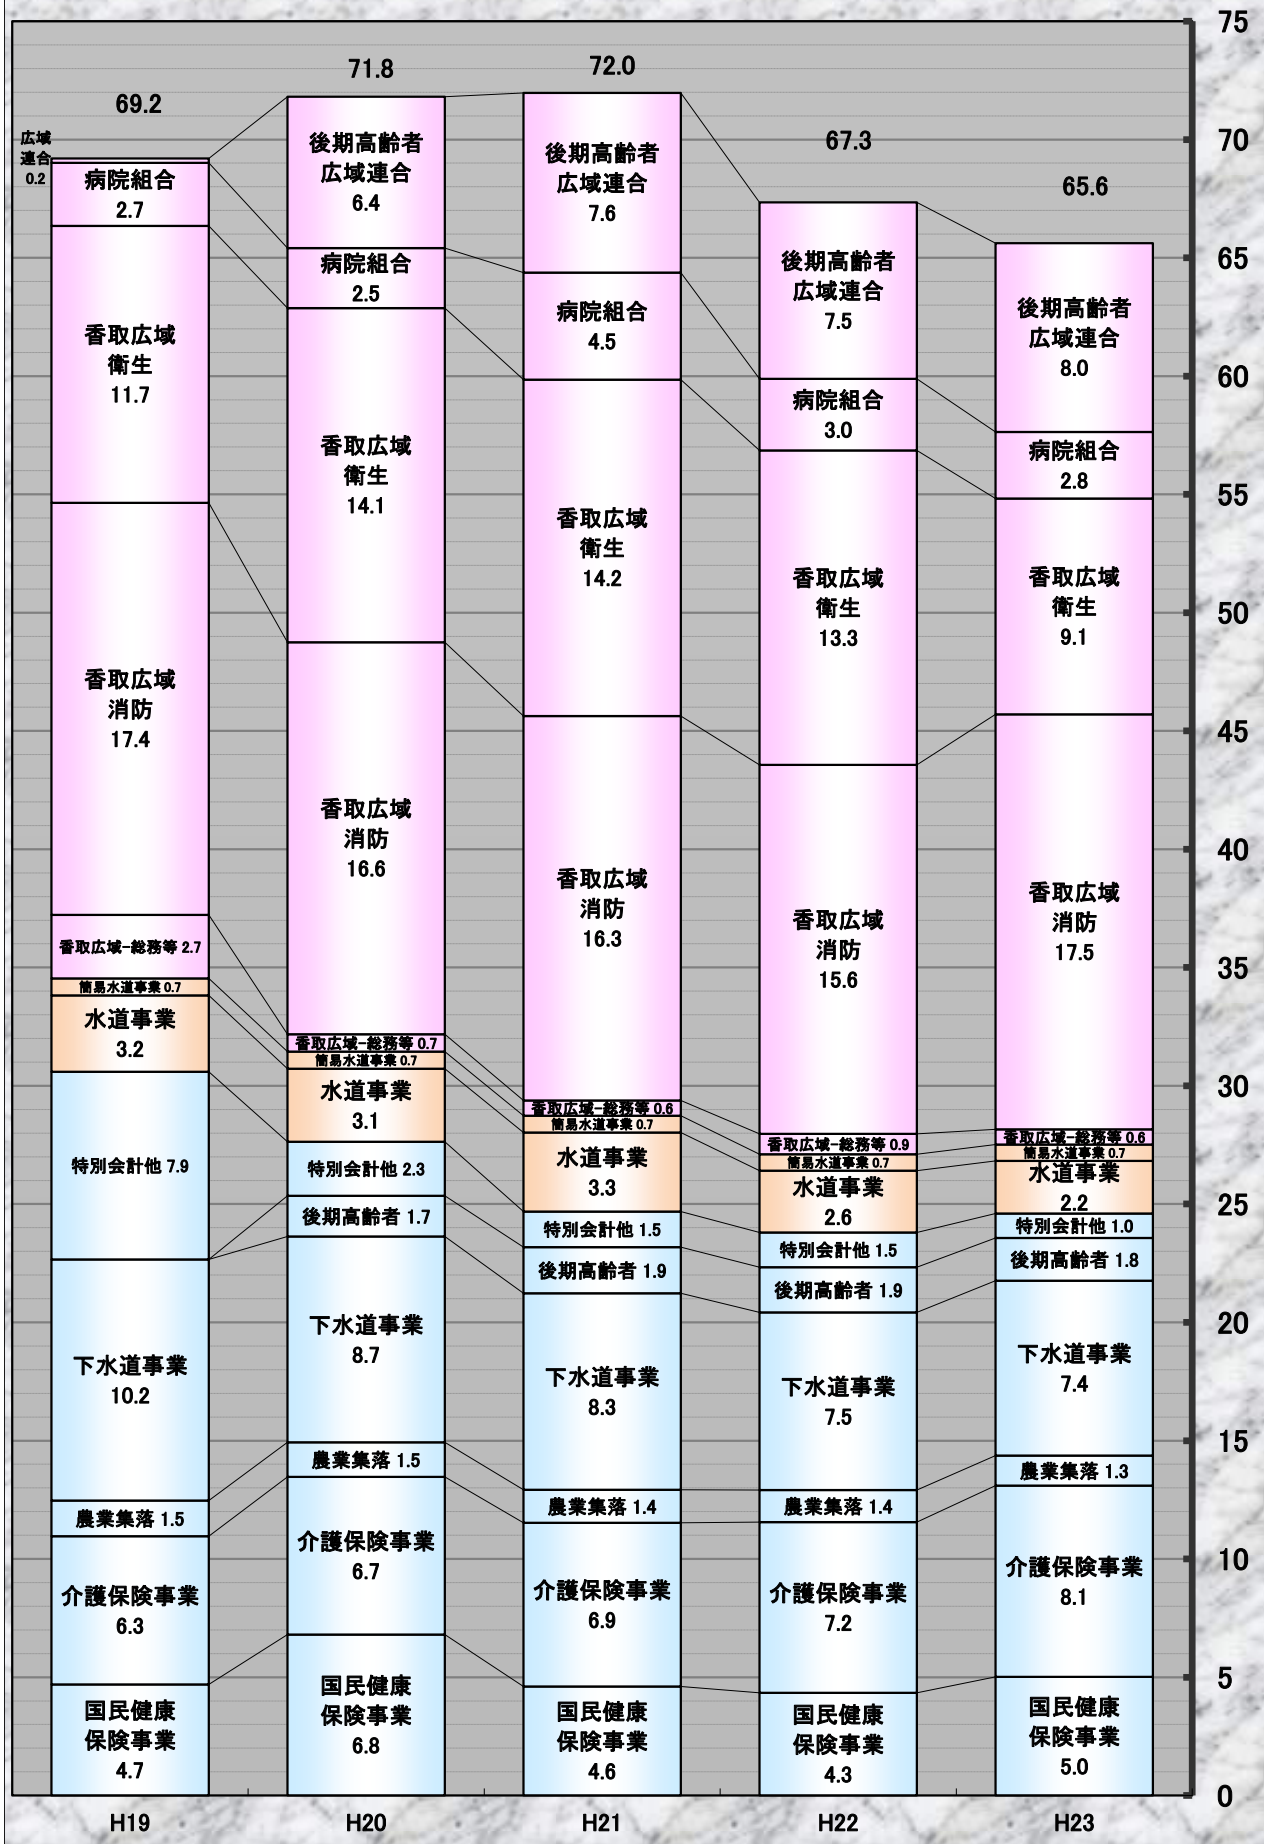 69.2
広域
連合
0.2
病院組合
2.7
香取広域
衛生
11.7
香取広域
消防
17.4
香取広域-総務等 2.7
簡易水道事業 0.7
水道事業
3.2
特別会計他 7.9
下水道事業
10.2
農業集落 1.5
介護保険事業
6.3
国民健康
保険事業
4.7
H19
71.8
後期高齢者
広域連合
6.4
病院組合
2.5
香取広域
衛生
14.1
香取広域
消防
16.6
香取広域-総務等 0.7
簡易水道事業 0.7
水道事業
3.1
特別会計他 2.3
後期高齢者 1.7
下水道事業
8.7
農業集落 1.5
介護保険事業
6.7
国民健康
保険事業
6.8
H20
72.0
後期高齢者
広域連合
7.6
病院組合
4.5
香取広域
衛生
14.2
香取広域
消防
16.3
香取広域-総務等 0.6
簡易水道事業 0.7
水道事業
3.3
特別会計他 1.5
後期高齢者 1.9
下水道事業
8.3
農業集落 1.4
介護保険事業
6.9
国民健康
保険事業
4.6
H21
67.3
後期高齢者
広域連合
7.5
病院組合
3.0
香取広域
衛生
13.3
香取広域
消防
15.6
香取広域-総務等 0.9
簡易水道事業 0.7
水道事業
2.6
特別会計他 1.5
後期高齢者 1.9
下水道事業
7.5
農業集落 1.4
介護保険事業
7.2
国民健康
保険事業
4.3
H22
65.6
後期高齢者
広域連合
8.0
病院組合
2.8
香取広域
衛生
9.1
香取広域
消防
17.5
香取広域-総務等 0.6
簡易水道事業 0.7
水道事業
2.2
特別会計他 1.0
後期高齢者 1.8
下水道事業
7.4
農業集落 1.3
介護保険事業
8.1
国民健康
保険事業
5.0
H23
75
70
65
60
55
50
45
40
35
30
25
20
15
10
5
0